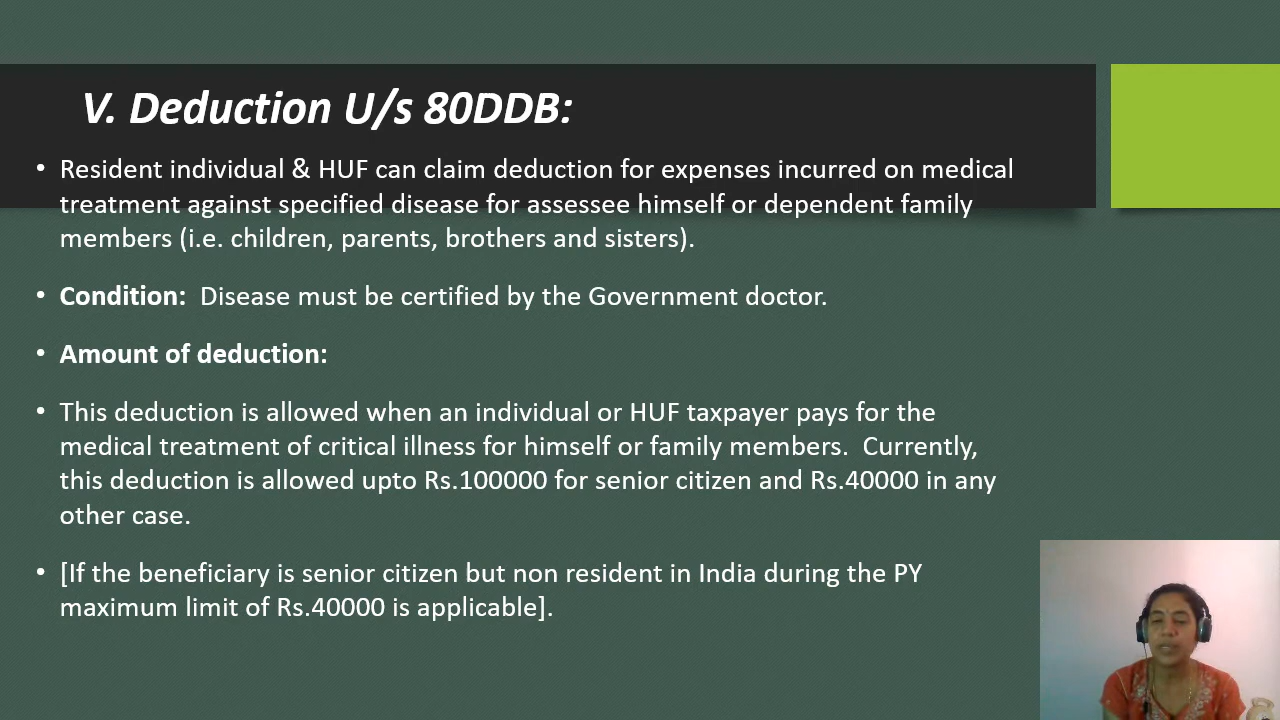 V. Deduction U/s 80DDB:
• Resident individual & HUF can claim deduction for expenses incurred on medical
treatment against specified disease for assessee himself or dependent family
members (i.e. children, parents, brothers and sisters).
• Condition:  Disease must be certified by the Government doctor.
• Amount of deduction:
• This deduction is allowed when an individual or HUF taxpayer pays for the
medical treatment of critical illness for himself or family members.  Currently,
this deduction is allowed upto Rs.100000 for senior citizen and Rs.40000 in any
other case.
• [If the beneficiary is senior citizen but non resident in India during the PY
maximum limit of Rs.40000 is applicable].